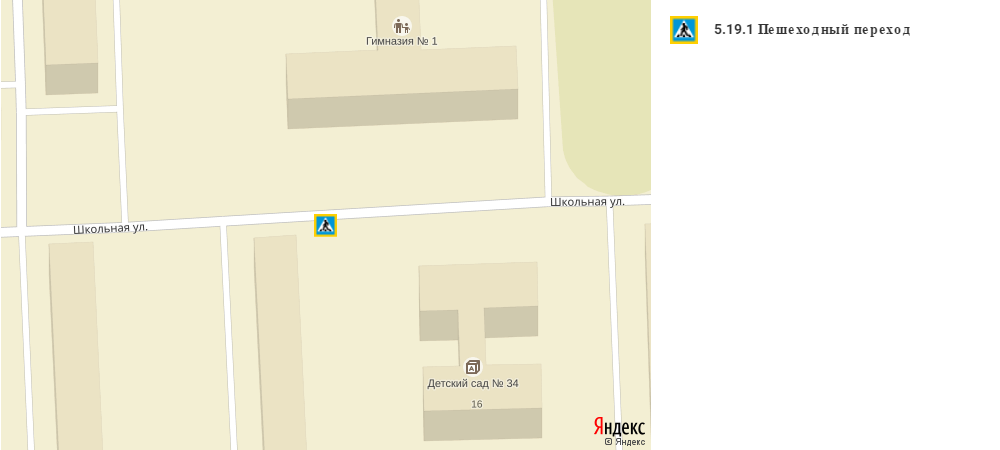 Гимназия № 1
Школьная ул.
Школьная ул.
Детский сад № 34
16
Яндекс
© Яндекс
5.19.1 Пешеходный переход